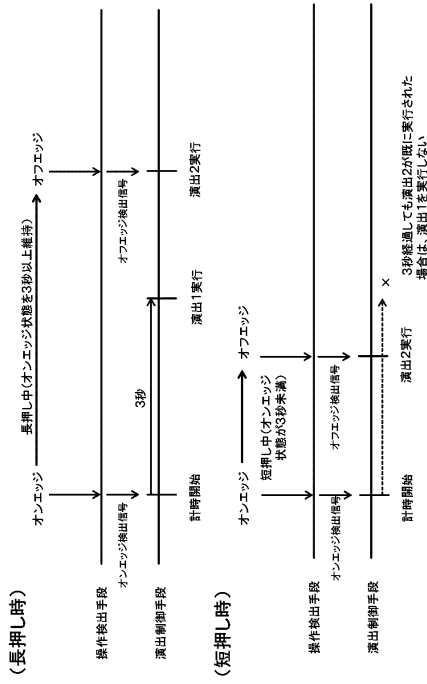 (長押し時)
オンエッジ
長押し中(オンエッジ状態を3秒以上維持)
オフエッジ
操作検出手段
オンエッジ検出信号
オフエッジ検出信号
演出制御手段
3秒
計時開始
演出1実行
演出2実行
(短押し時)
オンエッジ
短押し中(オンエッジ
状態が3秒未満)
オフエッジ
操作検出手段
オンエッジ検出信号
オフエッジ検出信号
演出制御手段
×
計時開始
演出2実行
3秒経過しても演出2が既に実行された
場合は、演出1を実行しない